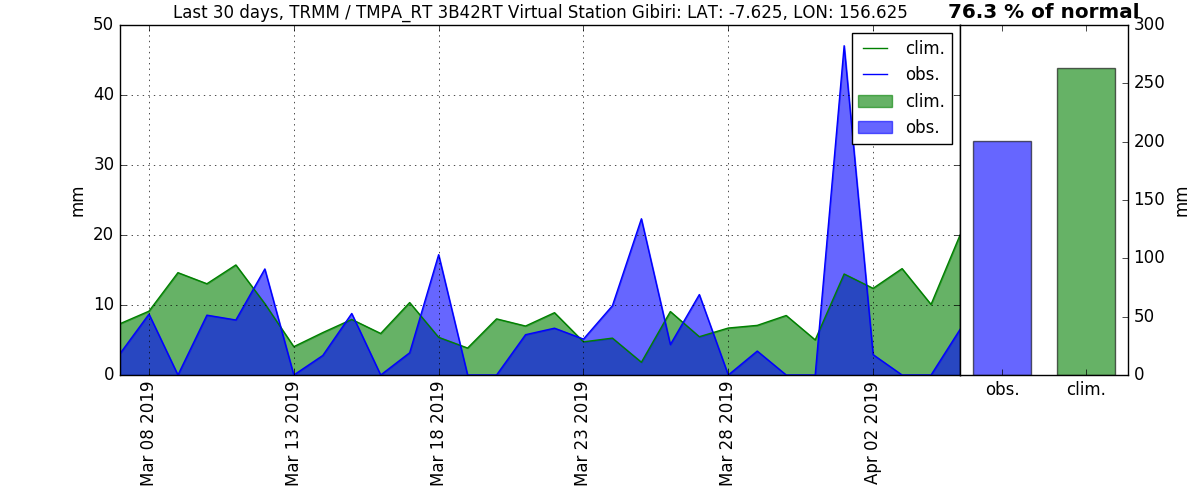 Last 30 days, TRMM / TMPA_RT 3B42RT Virtual Station Gibiri: LAT: -7.625, LON: 156.625
76.3 % of normal
50
40
30
20
10
0
mm
clim.
obs.
clim.
obs.
300
250
200
150
100
50
0
mm
Mar 08 2019
Mar 13 2019
Mar 18 2019
Mar 23 2019
Mar 28 2019
Apr 02 2019
obs.
clim.